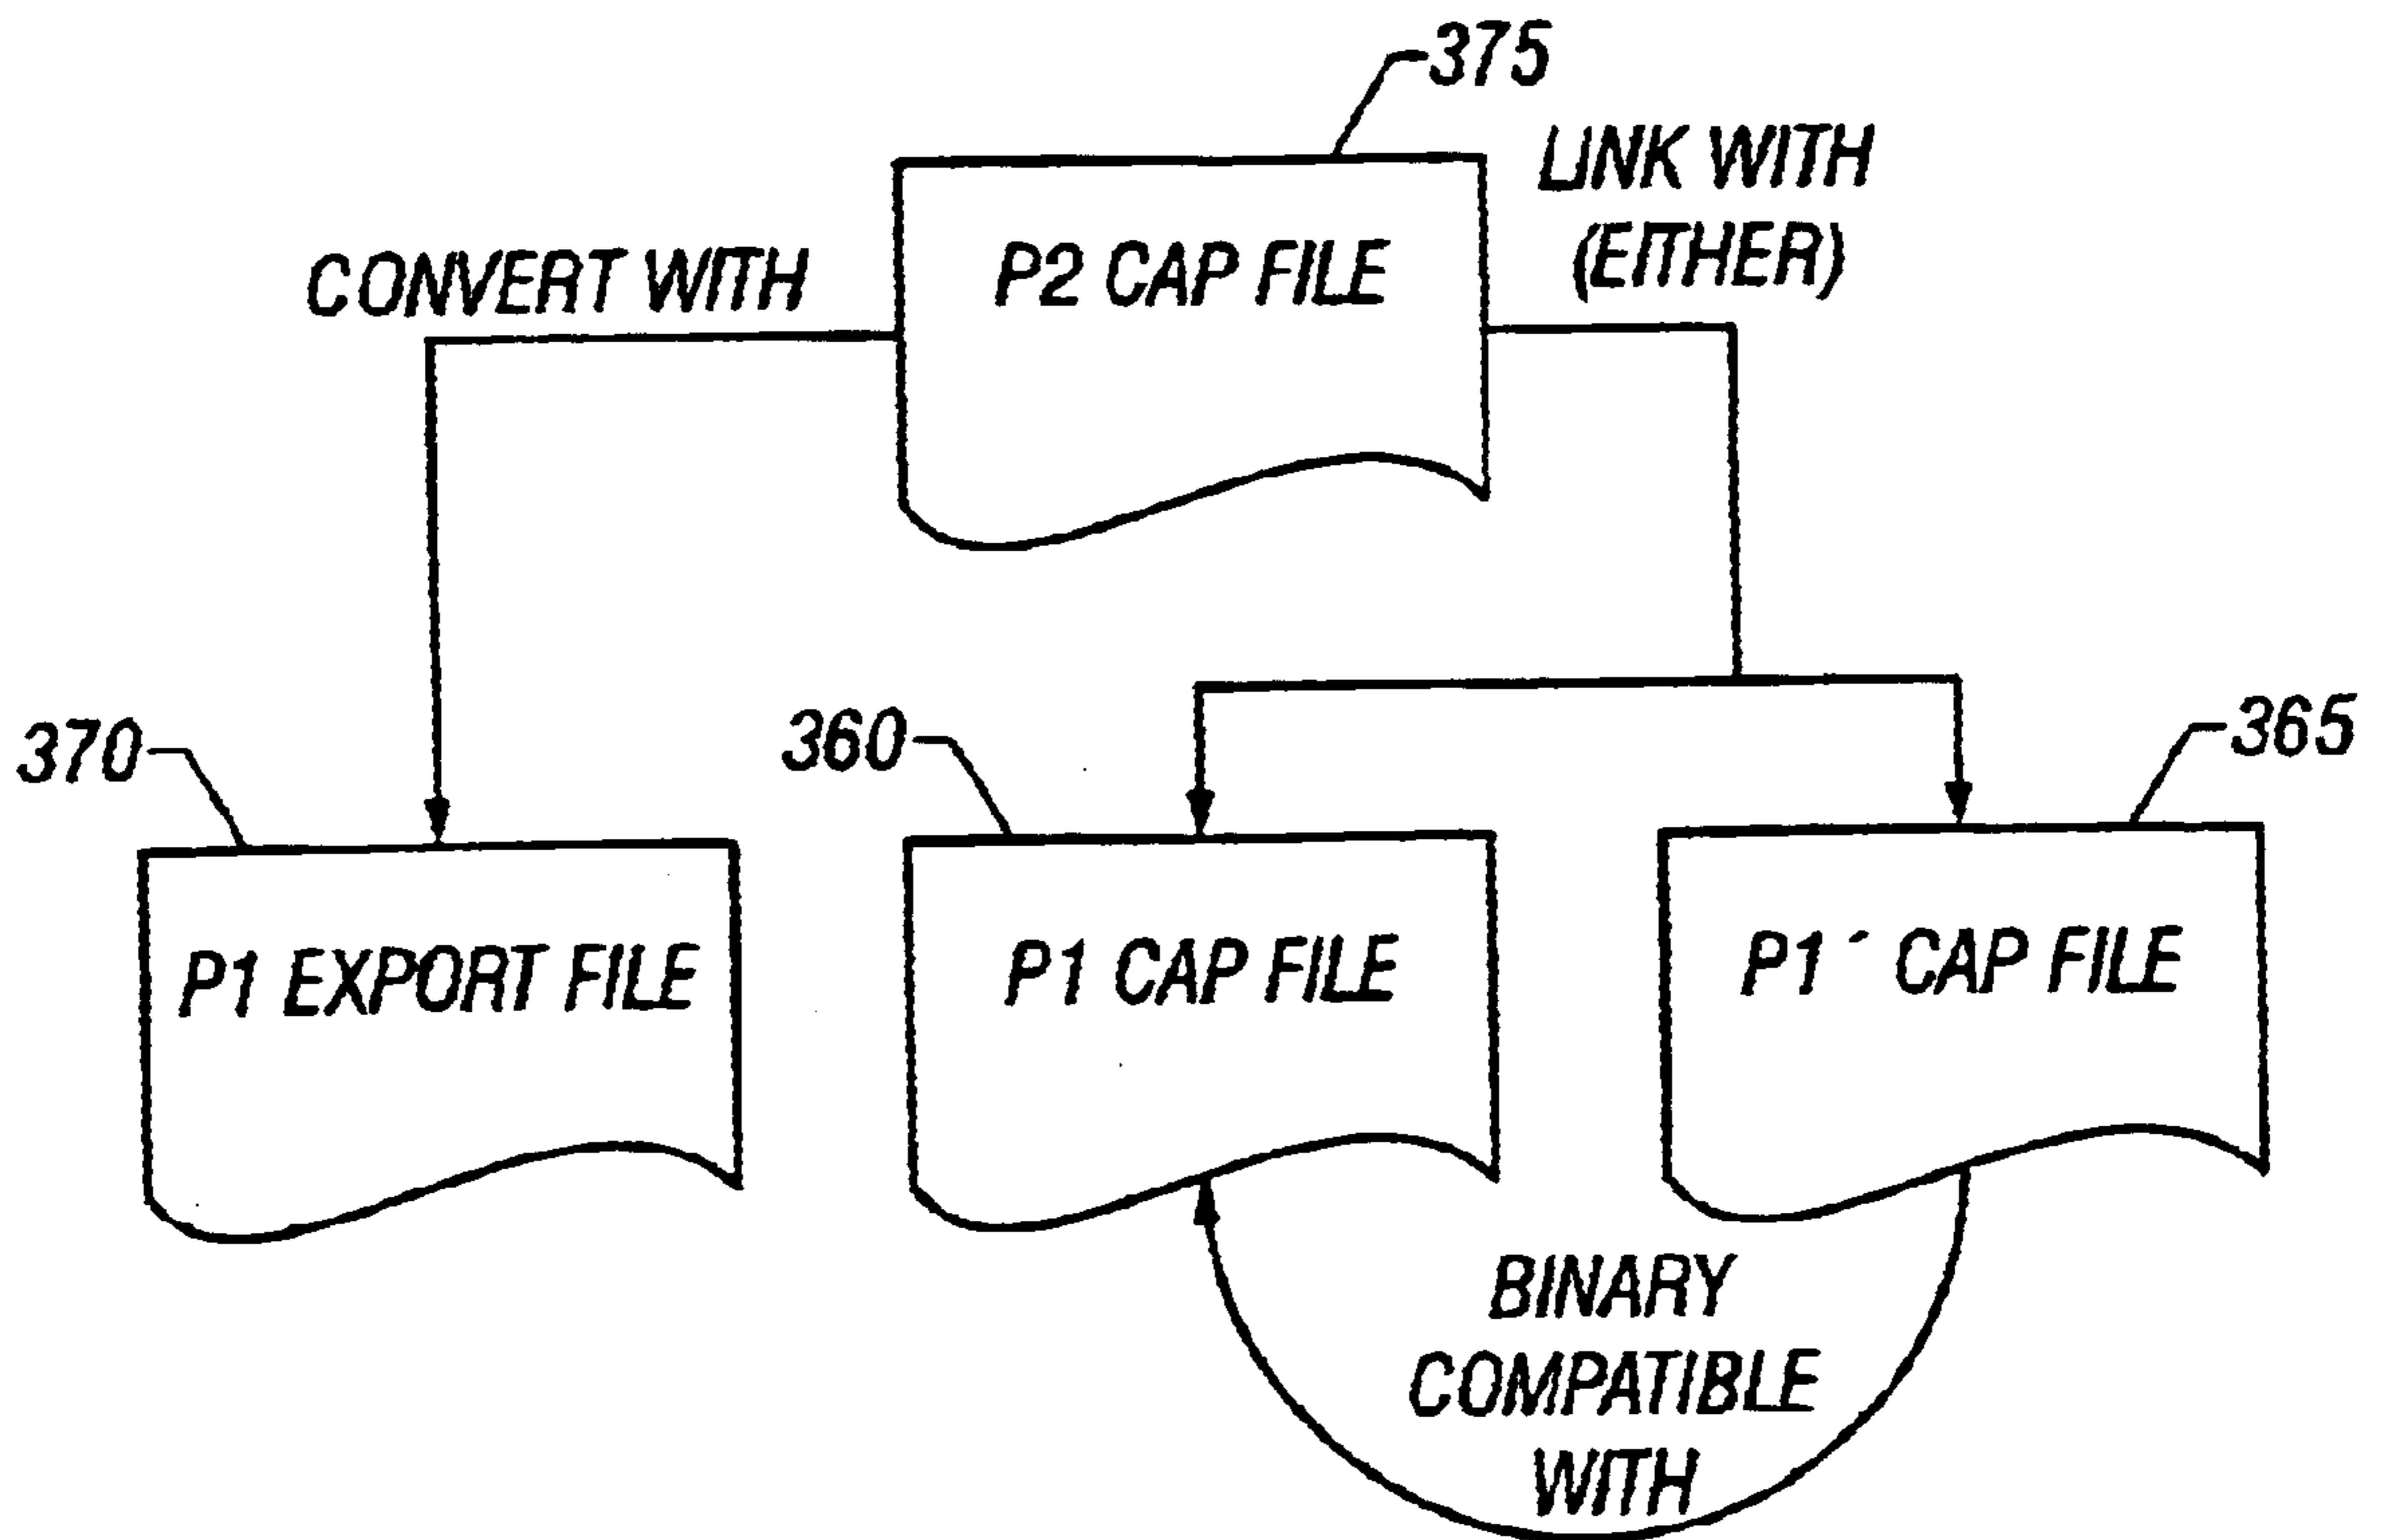 375
LINK WITH
(EITHER)
CONVERT WITH
P2 CAP FILE
370
360
365
P1 EXPORT FILE
P1 CAP FILE
P1´ CAP FILE
BINARY
COMPATIBLE
WITH